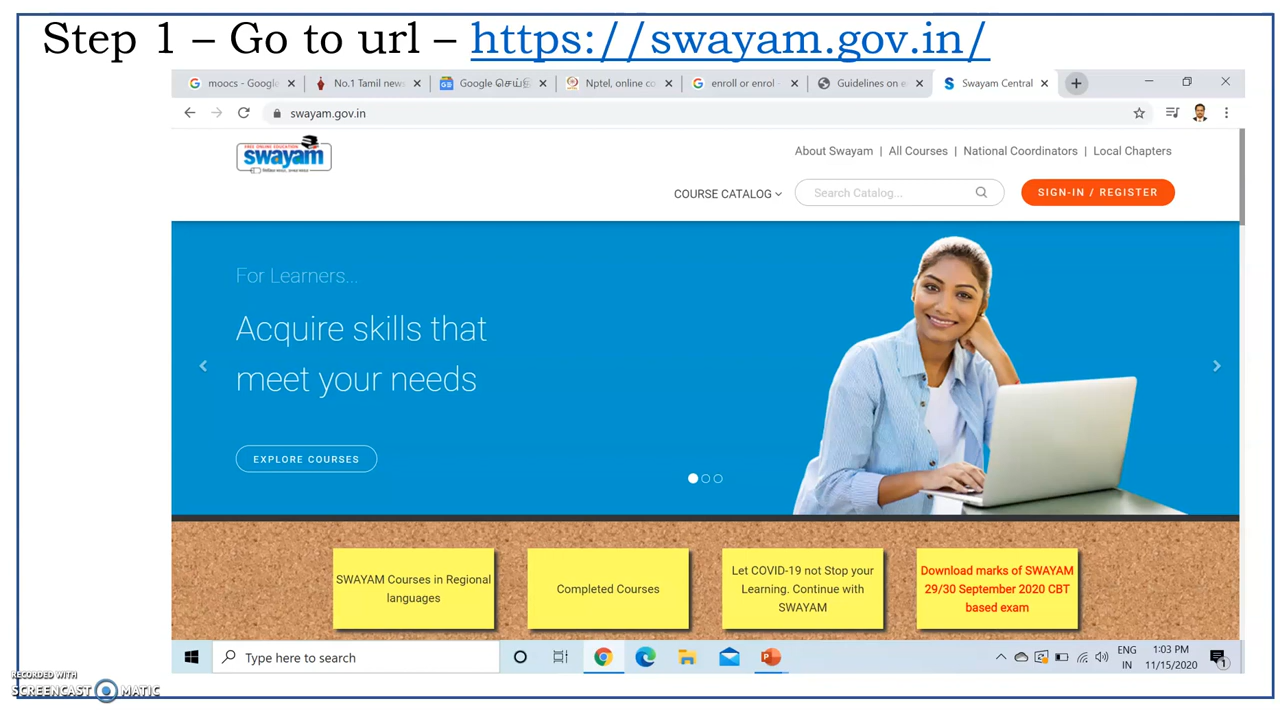 Step 1 – Go to url – https://swayam.gov.in/
moocs - Google
No.1 Tamil news
Google செய்தி
Nptel, online co
enroll or enrol -
Guidelines on e
Swayam Central
swayam.gov.in
FREE ONLINE EDUCATION
swayam
About Swayam | All Courses | National Coordinators | Local Chapters
COURSE CATALOG
Search Catalog...
SIGN-IN / REGISTER
For Learners...
Acquire skills that
meet your needs
EXPLORE COURSES
SWAYAM Courses in Regional
languages
Completed Courses
Let COVID-19 not Stop your
Learning. Continue with
SWAYAM
Download marks of SWAYAM
29/30 September 2020 CBT
based exam
Type here to search
ENG
IN
1:03 PM
11/15/2020
1
RECORDED WITH
SCREENCAST MATIC